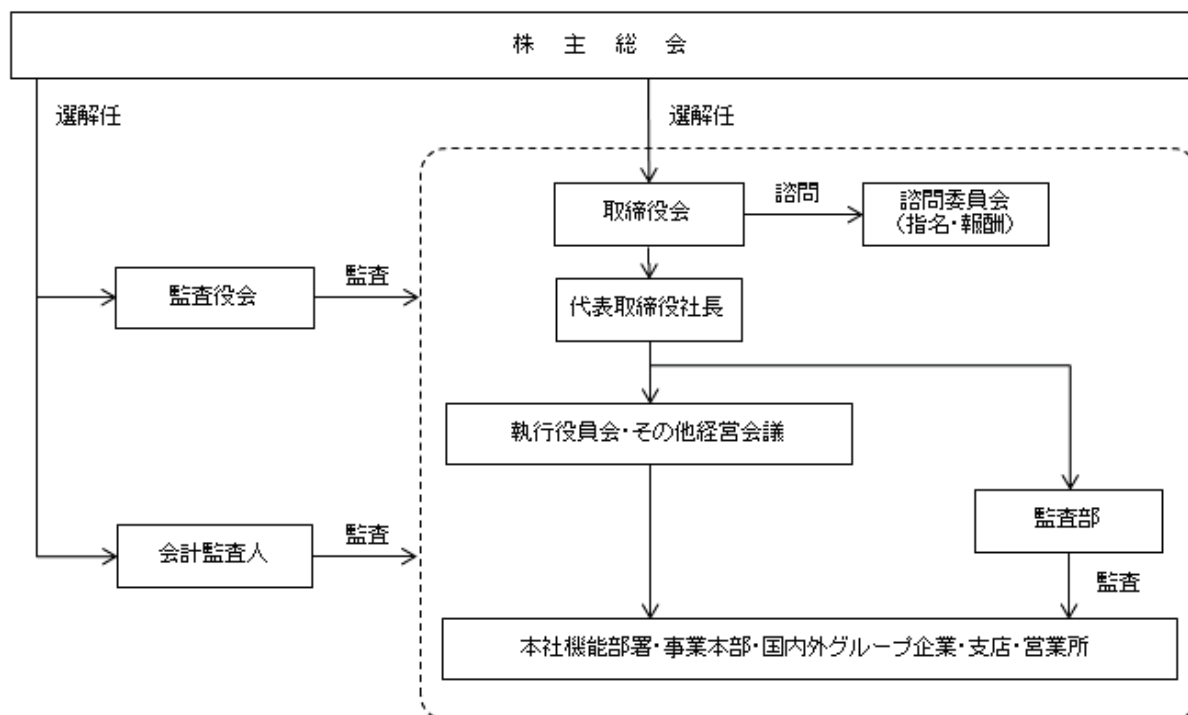 株主総会
選解任
選解任
取締役会
諮問
諮問委員会
(指名・報酬)
監査役会
監査
代表取締役社長
執行役員会・その他経営会議
監査部
会計監査人
監査
監査
本社機能部署・事業本部・国内外グループ企業・支店・営業所